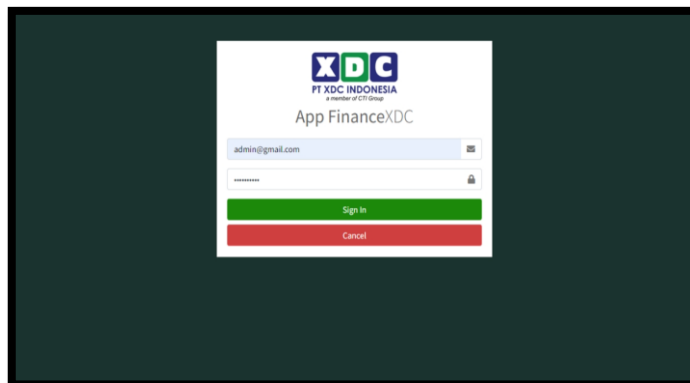 XDC
PT XDC INDONESIA
a member of CTI Group
App FinanceXDC
admin@gmail.com
••••••••••
Sign In
Cancel